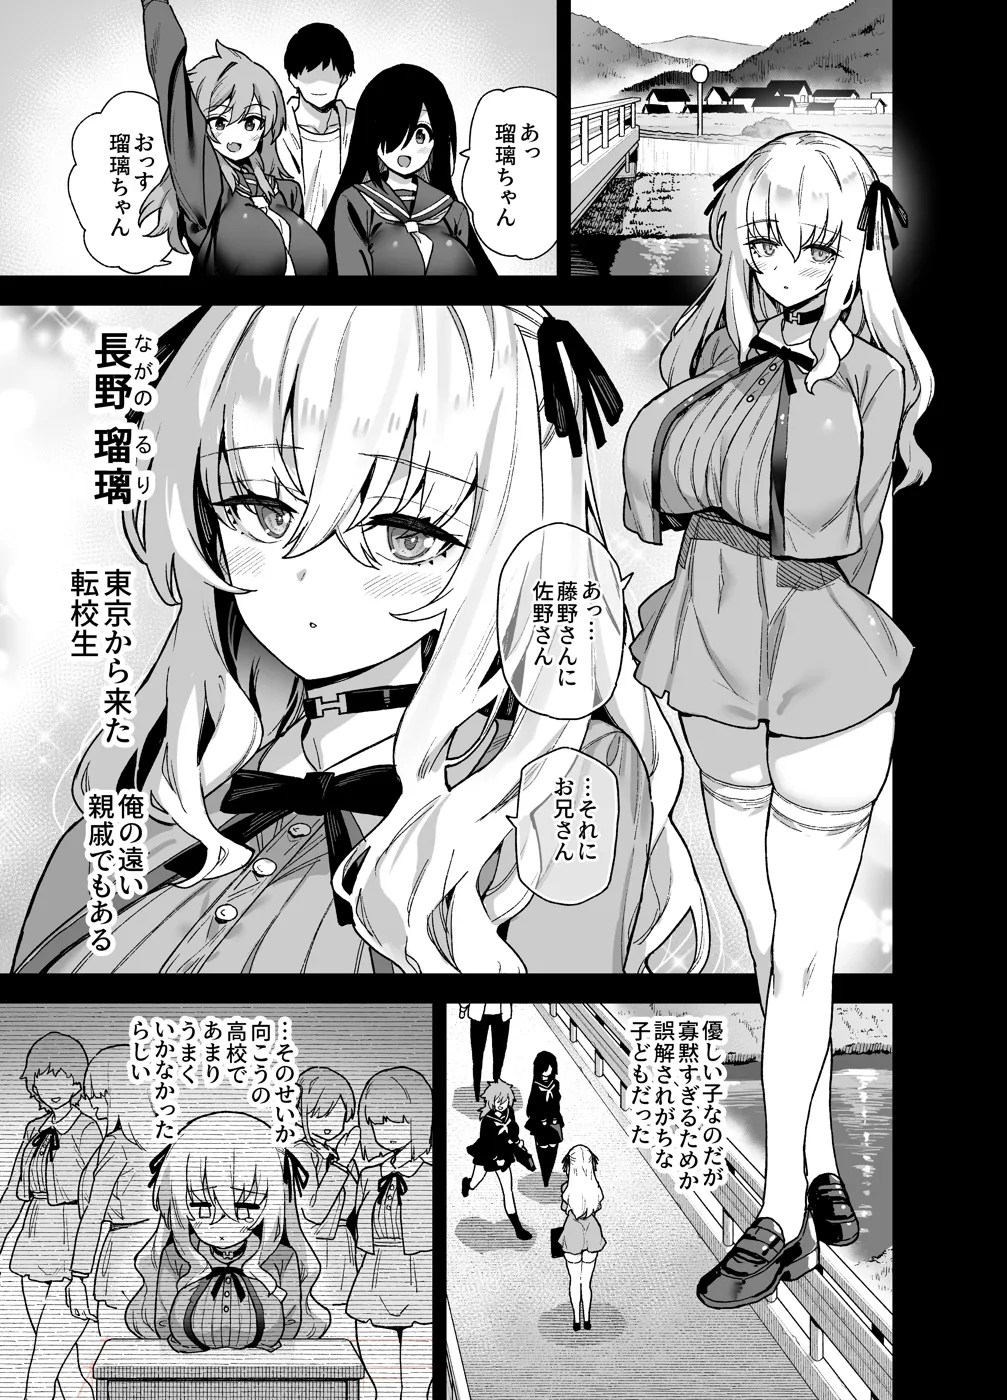 あっ
瑠璃ちゃん
おっす
瑠璃ちゃん
あっ…
藤野さんに
佐野さん
…それに
お兄さん
ながの るり
長野 瑠璃
東京から来た
転校生
俺の遠い
親戚でもある
優しい子なのだが
寡黙すぎるためか
誤解されがちな
子どもだった
…そのせいか
向こうの
高校で
あまり
うまく
いかなかった
らしい